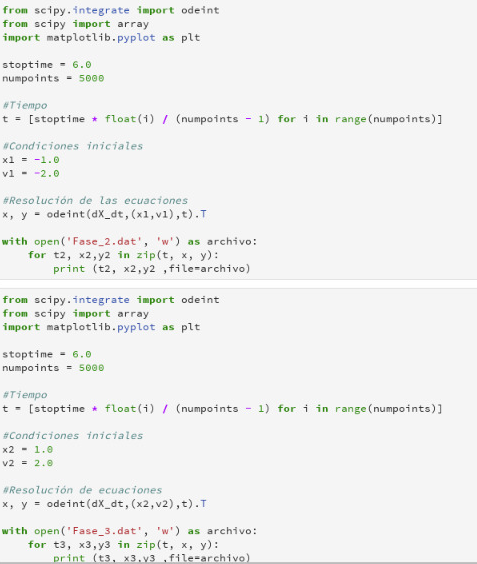 from scipy.integrate import odeint
from scipy import array
import matplotlib.pyplot as plt
stoptime = 6.0
numpoints = 5000
#Tiempo
t = [stoptime * float(i) / (numpoints - 1) for i in range(numpoints)]
#Condiciones iniciales
x1 = -1.0
v1 = -2.0
#Resolución de las ecuaciones
x, y = odeint(dX_dt,(x1,v1),t).T
with open('Fase_2.dat', 'w') as archivo:
    for t2, x2,y2 in zip(t, x, y):
        print (t2, x2,y2 ,file=archivo)
from scipy.integrate import odeint
from scipy import array
import matplotlib.pyplot as plt
stoptime = 6.0
numpoints = 5000
#Tiempo
t = [stoptime * float(i) / (numpoints - 1) for i in range(numpoints)]
#Condiciones iniciales
x2 = 1.0
v2 = 2.0
#Resolución de ecuaciones
x, y = odeint(dX_dt,(x2,v2),t).T
with open('Fase_3.dat', 'w') as archivo:
    for t3, x3,y3 in zip(t, x, y):
        print (t3, x3,y3 ,file=archivo)